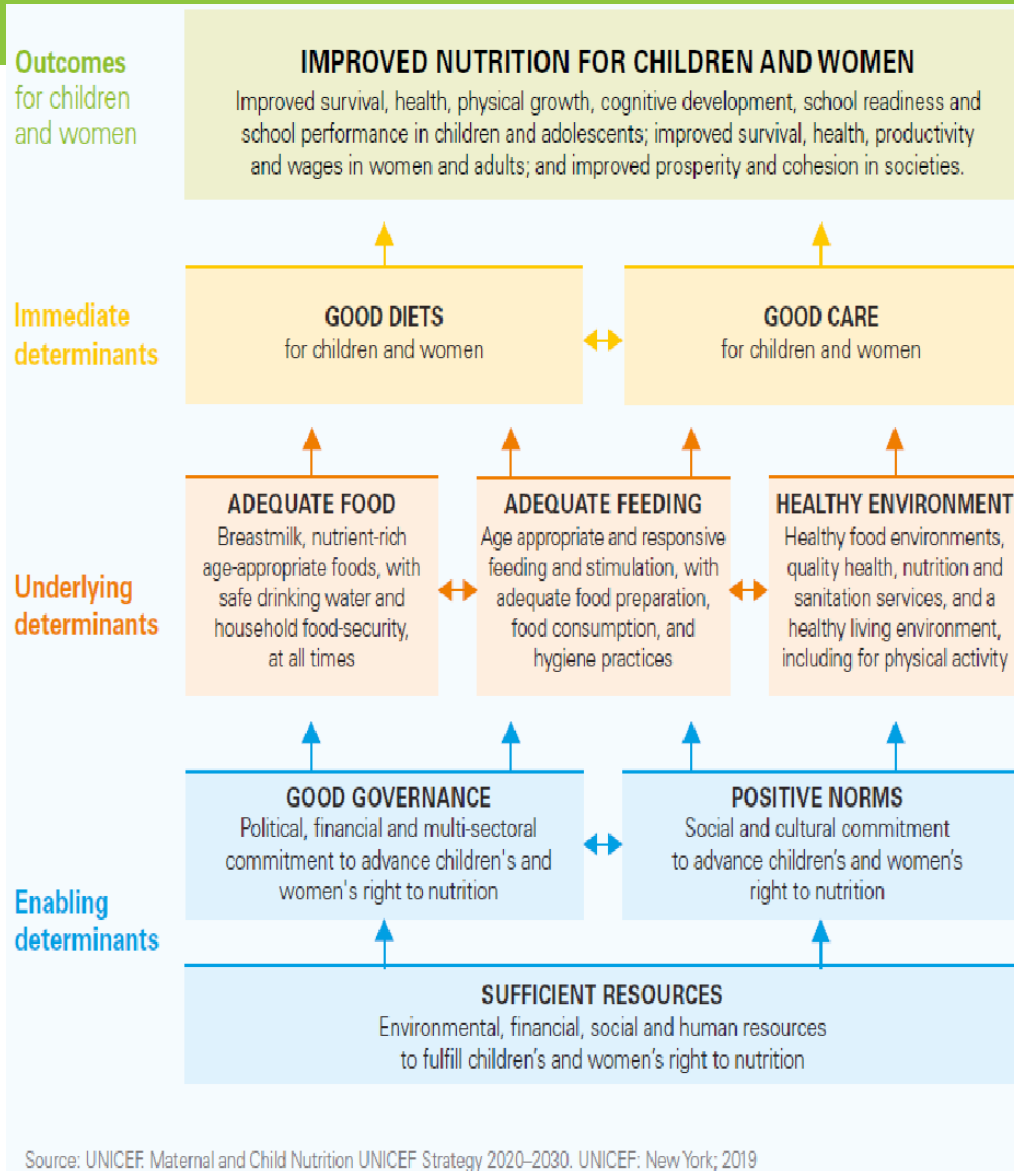 Outcomes
for children
and women
IMPROVED NUTRITION FOR CHILDREN AND WOMEN
Improved survival, health, physical growth, cognitive development, school readiness and
school performance in children and adolescents; improved survival, health, productivity
and wages in women and adults; and improved prosperity and cohesion in societies.
Immediate
determinants
GOOD DIETS
for children and women
GOOD CARE
for children and women
Underlying
determinants
ADEQUATE FOOD
Breastmilk, nutrient-rich
age-appropriate foods, with
safe drinking water and
household food-security,
at all times
ADEQUATE FEEDING
Age appropriate and responsive
feeding and stimulation, with
adequate food preparation,
food consumption, and
hygiene practices
HEALTHY ENVIRONMENT
Healthy food environments,
quality health, nutrition and
sanitation services, and a
healthy living environment,
including for physical activity
Enabling
determinants
GOOD GOVERNANCE
Political, financial and multi-sectoral
commitment to advance children's and
women's right to nutrition
POSITIVE NORMS
Social and cultural commitment
to advance children’s and women’s
right to nutrition
SUFFICIENT RESOURCES
Environmental, financial, social and human resources
to fulfill children’s and women’s right to nutrition
Source: UNICEF. Maternal and Child Nutrition UNICEF Strategy 2020–2030. UNICEF: New York; 2019